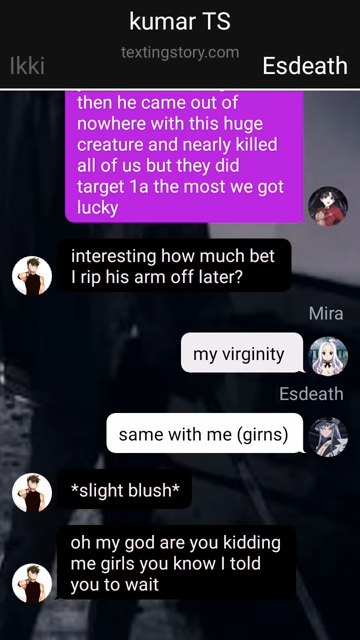 kumar TS
textingstory.com
Ikki
Esdeath
then he came out of
nowhere with this huge
creature and nearly killed
all of us but they did
target 1a the most we got
lucky
interesting how much bet
I rip his arm off later?
Mira
my virginity
Esdeath
same with me (girns)
*slight blush*
oh my god are you kidding
me girls you know I told
you to wait